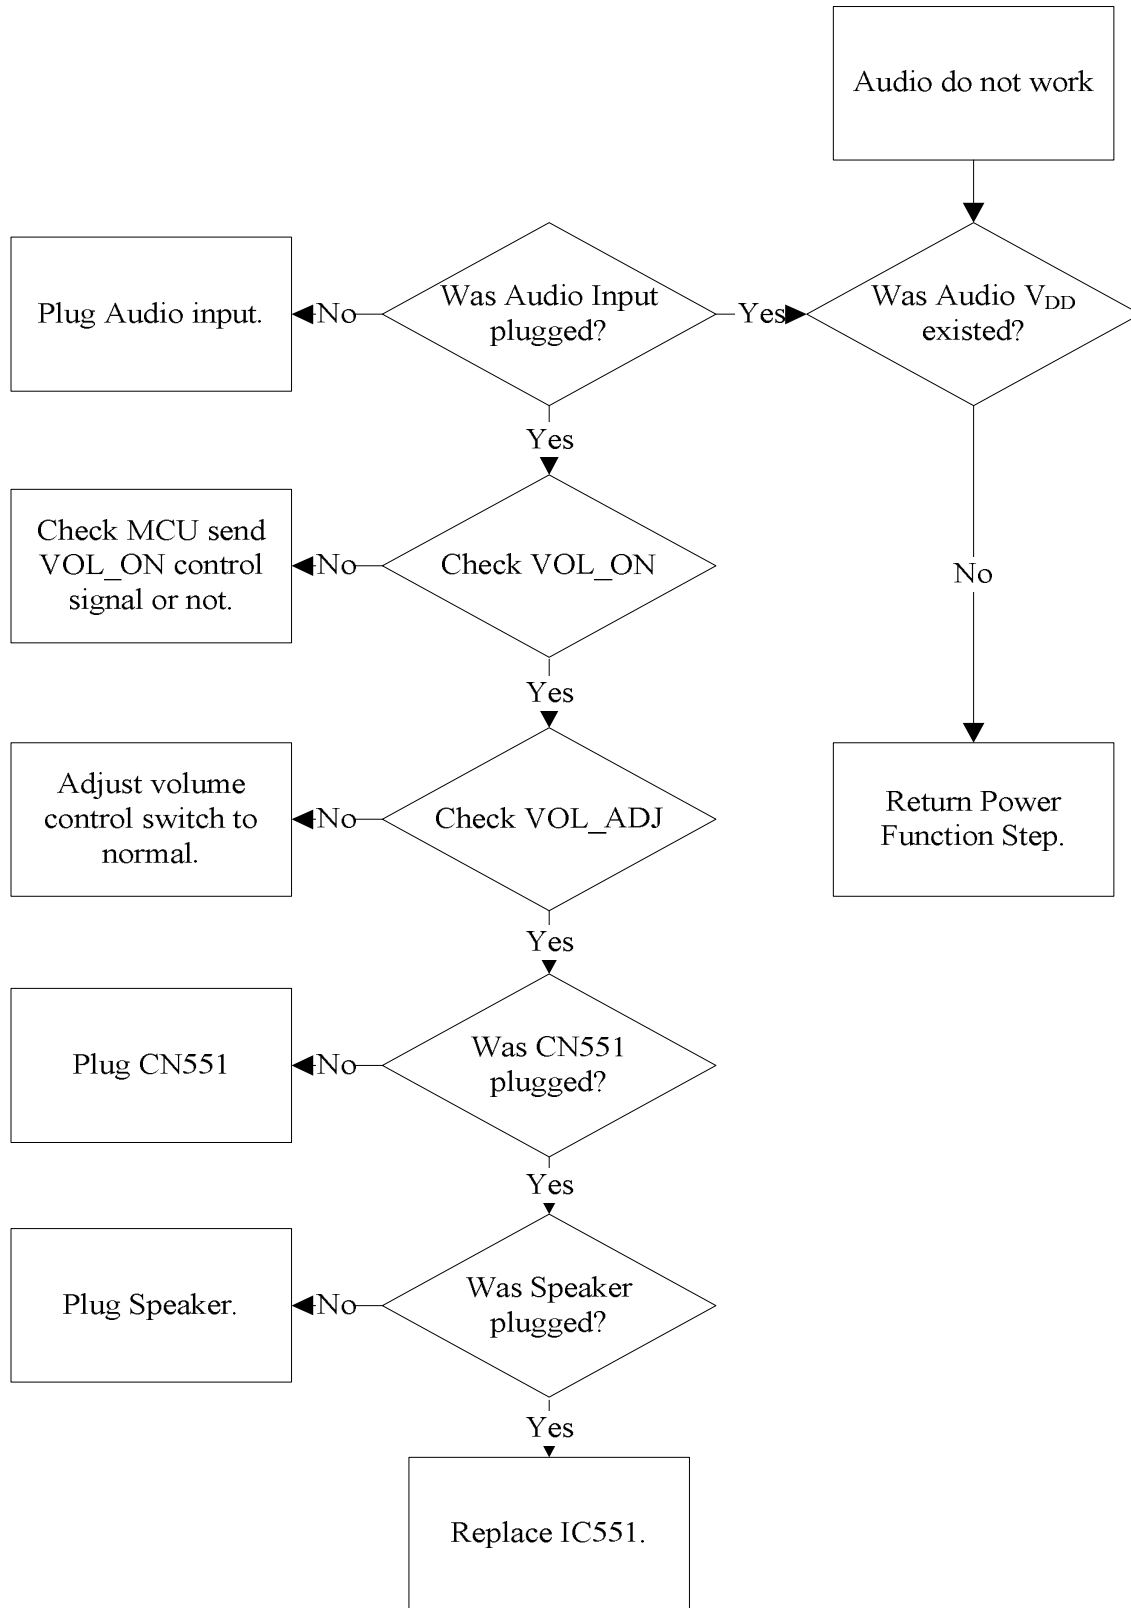 Audio do not work
Was Audio VDD
existed?
Yes
Was Audio Input
plugged?
No
Plug Audio input.
Yes
Check VOL_ON
No
Check MCU send
VOL_ON control
signal or not.
No
Yes
Check VOL_ADJ
No
Adjust volume
control switch to
normal.
Return Power
Function Step.
Yes
Was CN551
plugged?
No
Plug CN551
Yes
Was Speaker
plugged?
No
Plug Speaker.
Yes
Replace IC551.